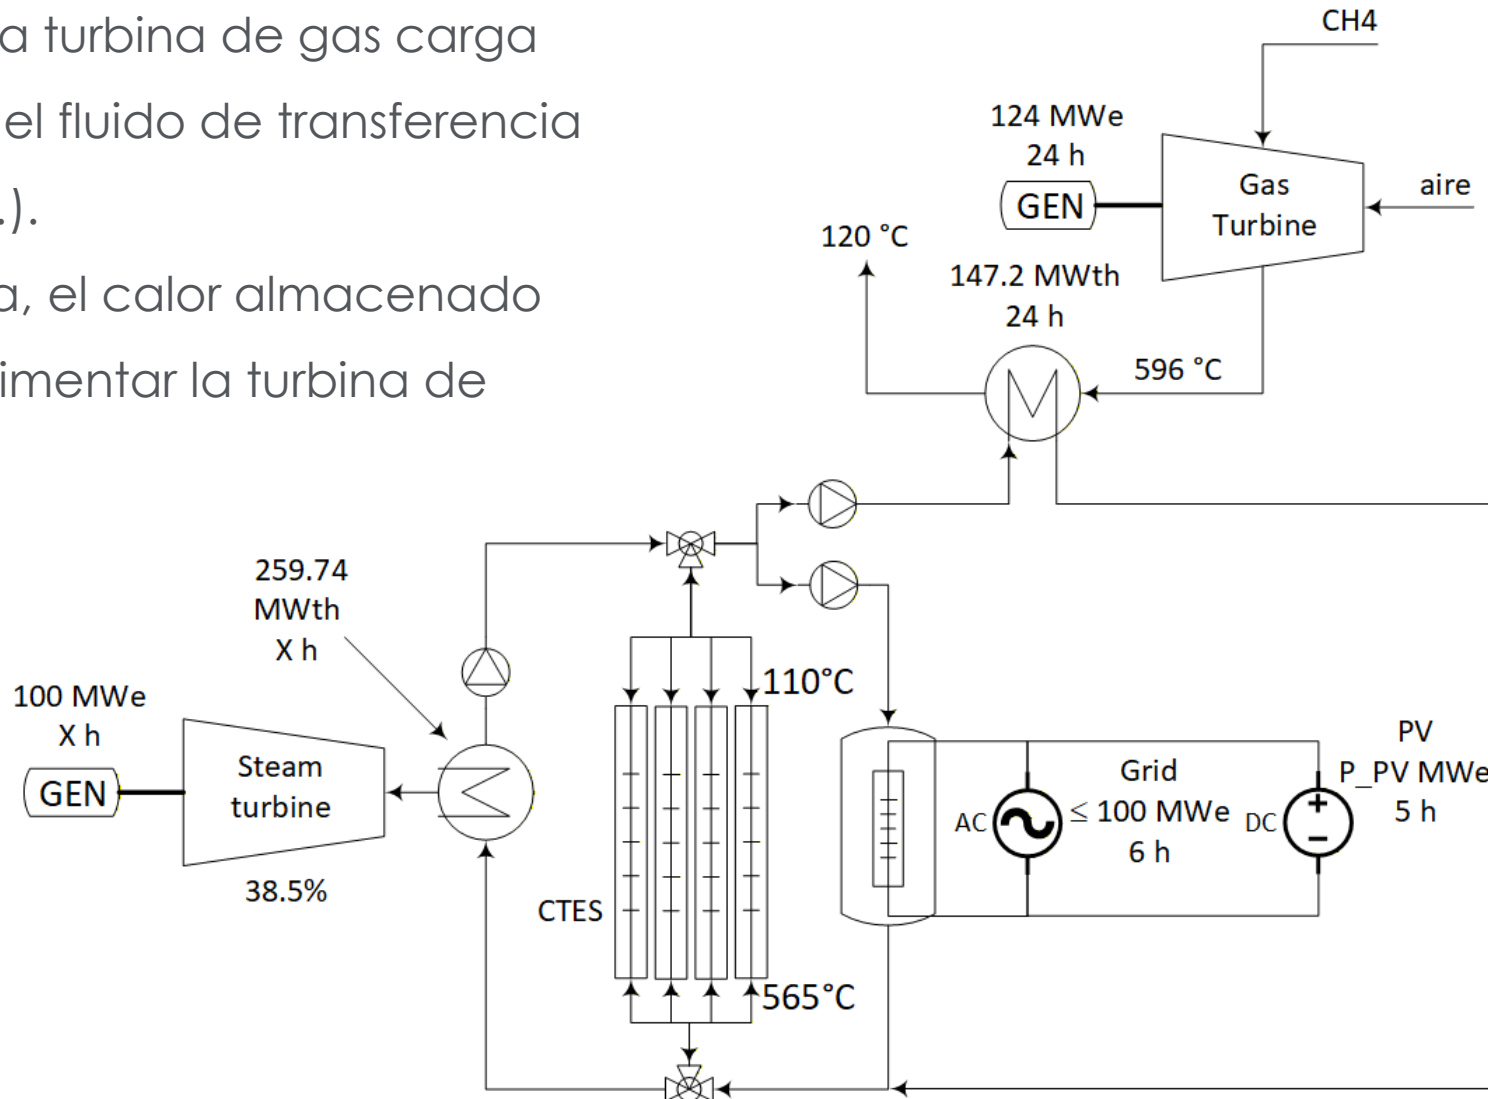 a turbina de gas carga
el fluido de transferencia
.).
a, el calor almacenado
imentar la turbina de
CH4
124 MWe
24 h
GEN
Gas
Turbine
aire
120 °C
147.2 MWth
24 h
596 °C
259.74
MWth
X h
100 MWe
X h
GEN
Steam
turbine
38.5%
CTES
110°C
565°C
AC
Grid
≤ 100 MWe
6 h
DC
PV
P_PV MWe
5 h